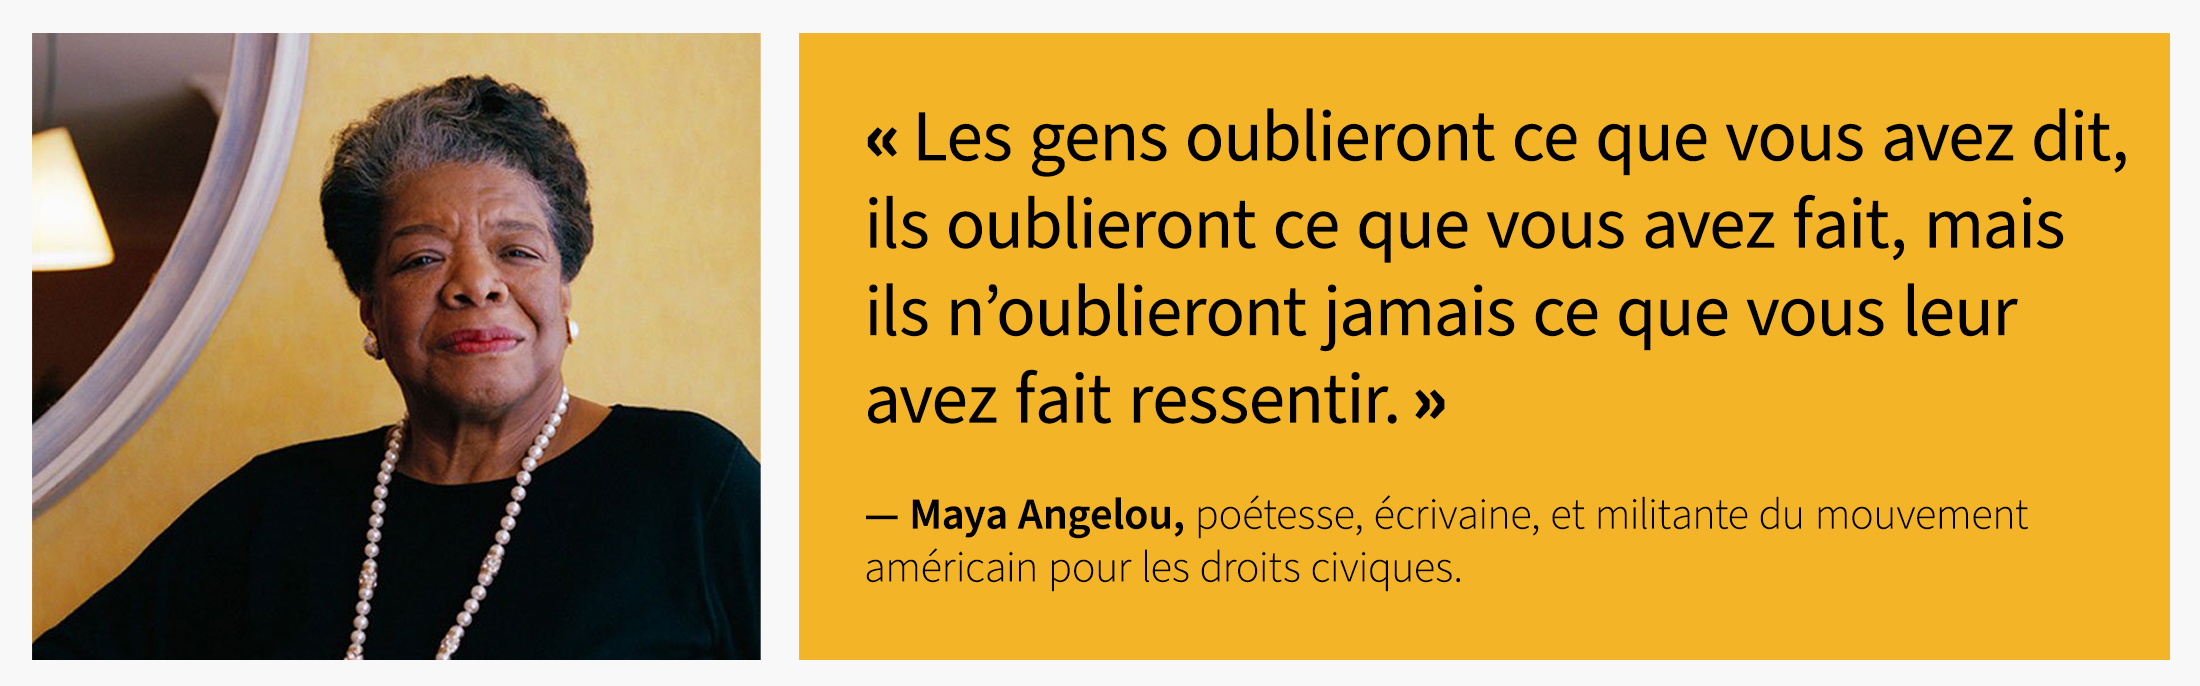 « Les gens oublieront ce que vous avez dit,
ils oublieront ce que vous avez fait, mais
ils n’oublieront jamais ce que vous leur
avez fait ressentir. »
— Maya Angelou, poétesse, écrivaine, et militante du mouvement
américain pour les droits civiques.